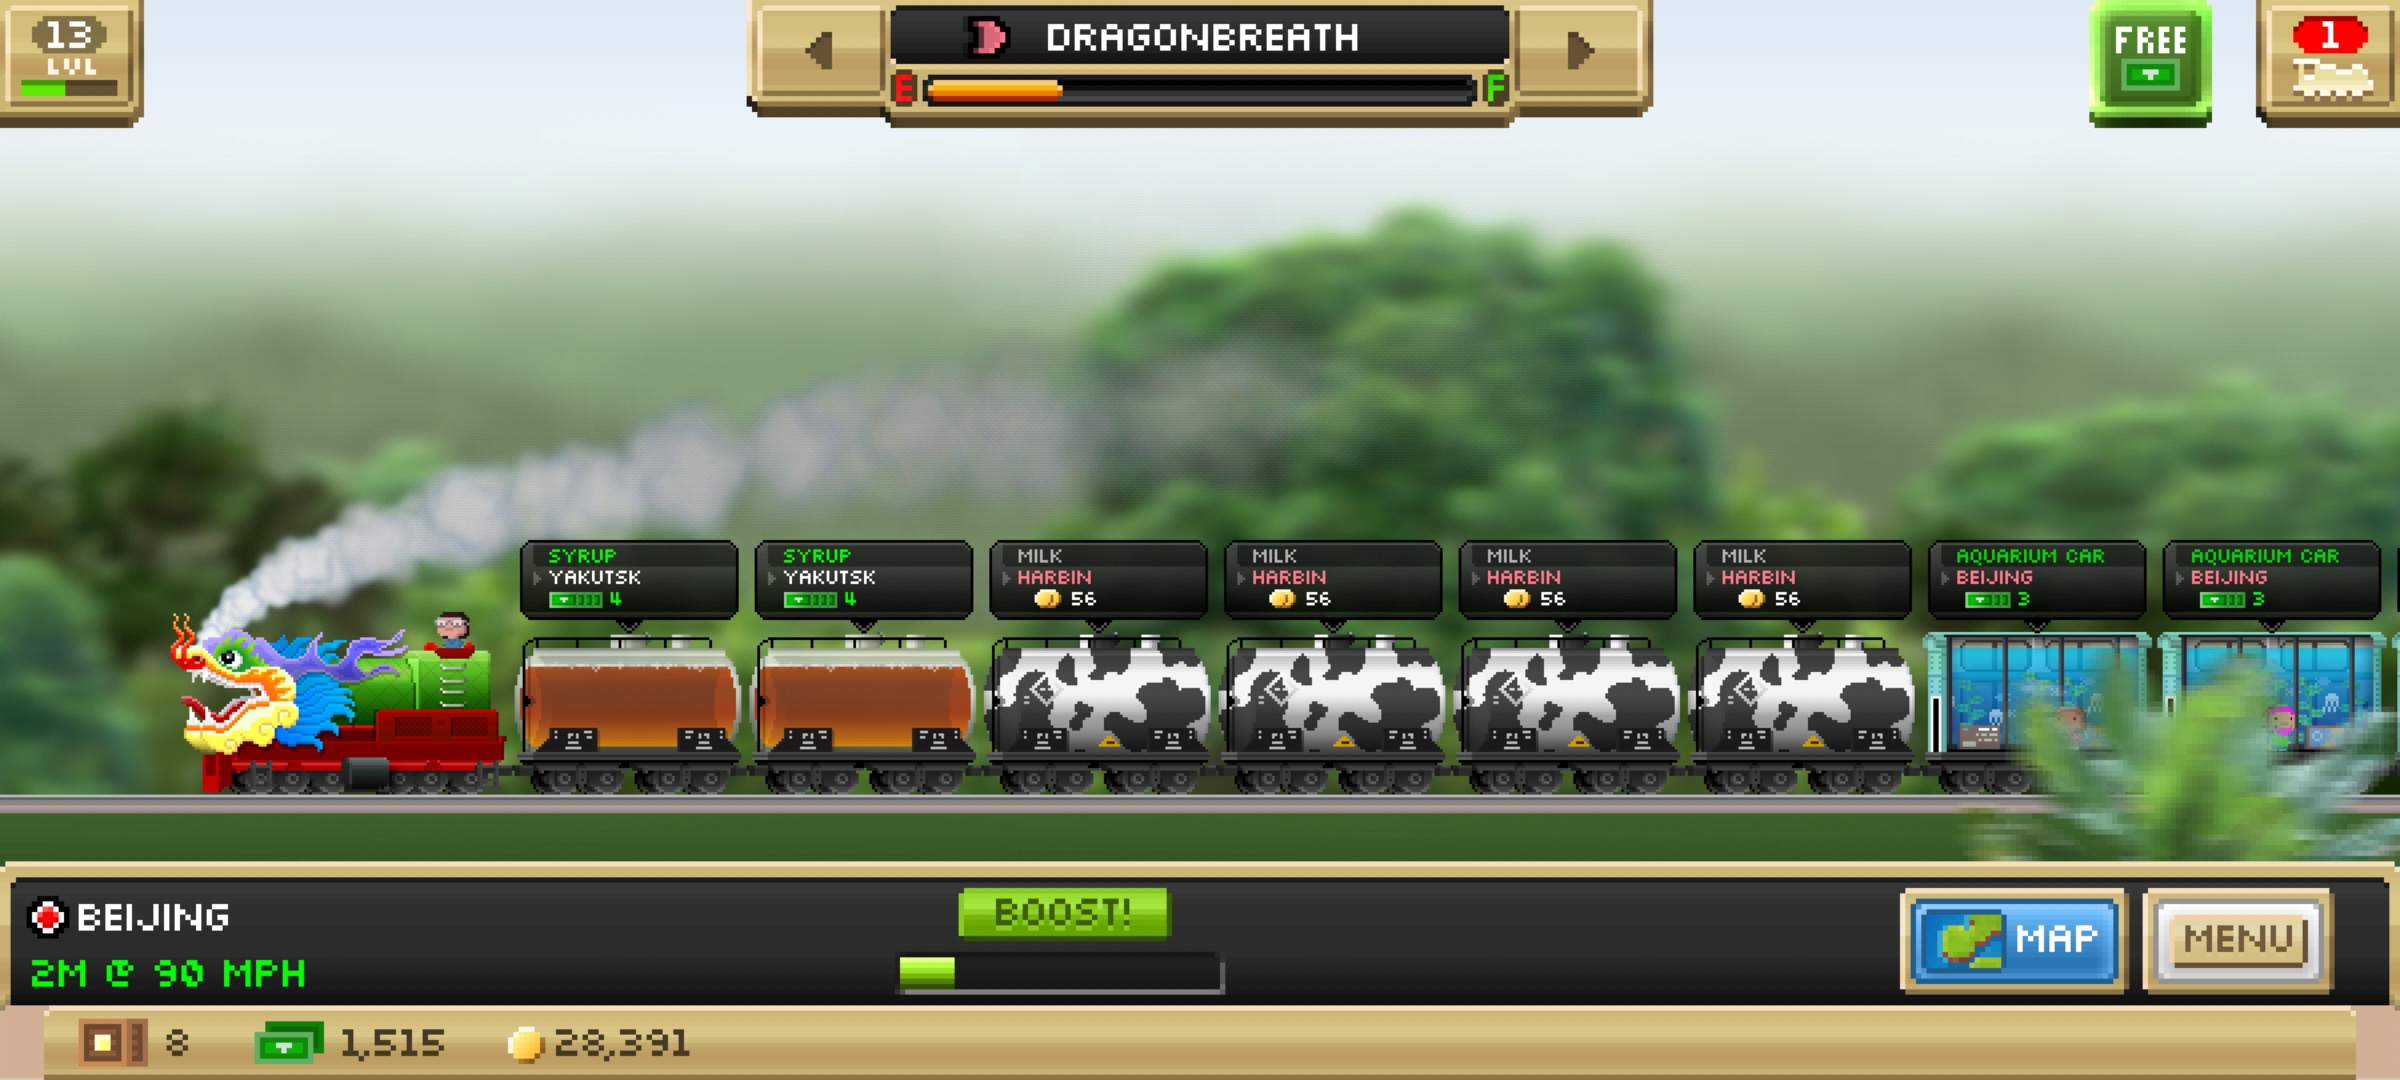 13
LVL
DRAGONBREATH
E
F
FREE
1
SYRUP
YAKUTSK
4
SYRUP
YAKUTSK
4
MILK
HARBIN
56
MILK
HARBIN
56
MILK
HARBIN
56
MILK
HARBIN
56
AQUARIUM CAR
BEIJING
3
AQUARIUM CAR
BEIJING
3
BEIJING
2M @ 90 MPH
BOOST!
MAP
MENU
8
1,515
28,391